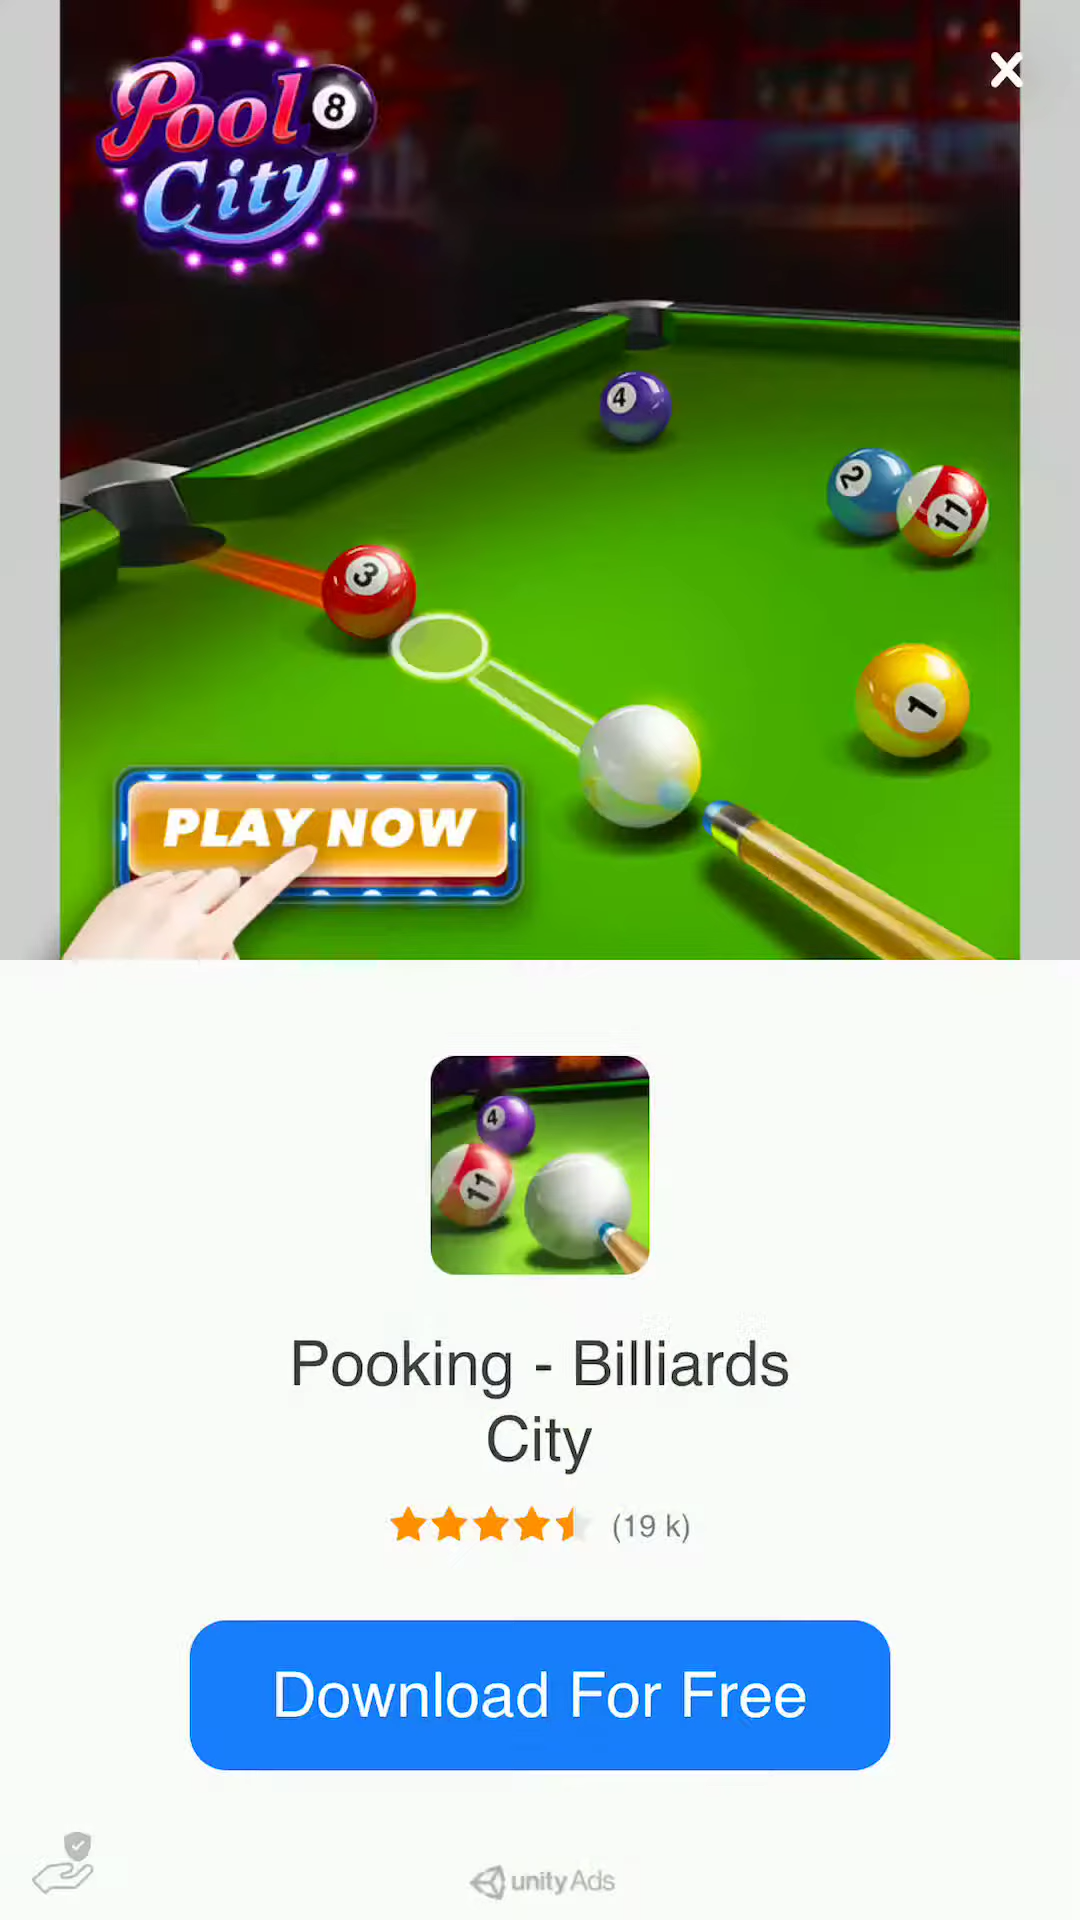 Pool
8
City
4
2
11
3
1
PLAY NOW
4
11
Pooking - Billiards
City
(19 k)
Download For Free
unity Ads